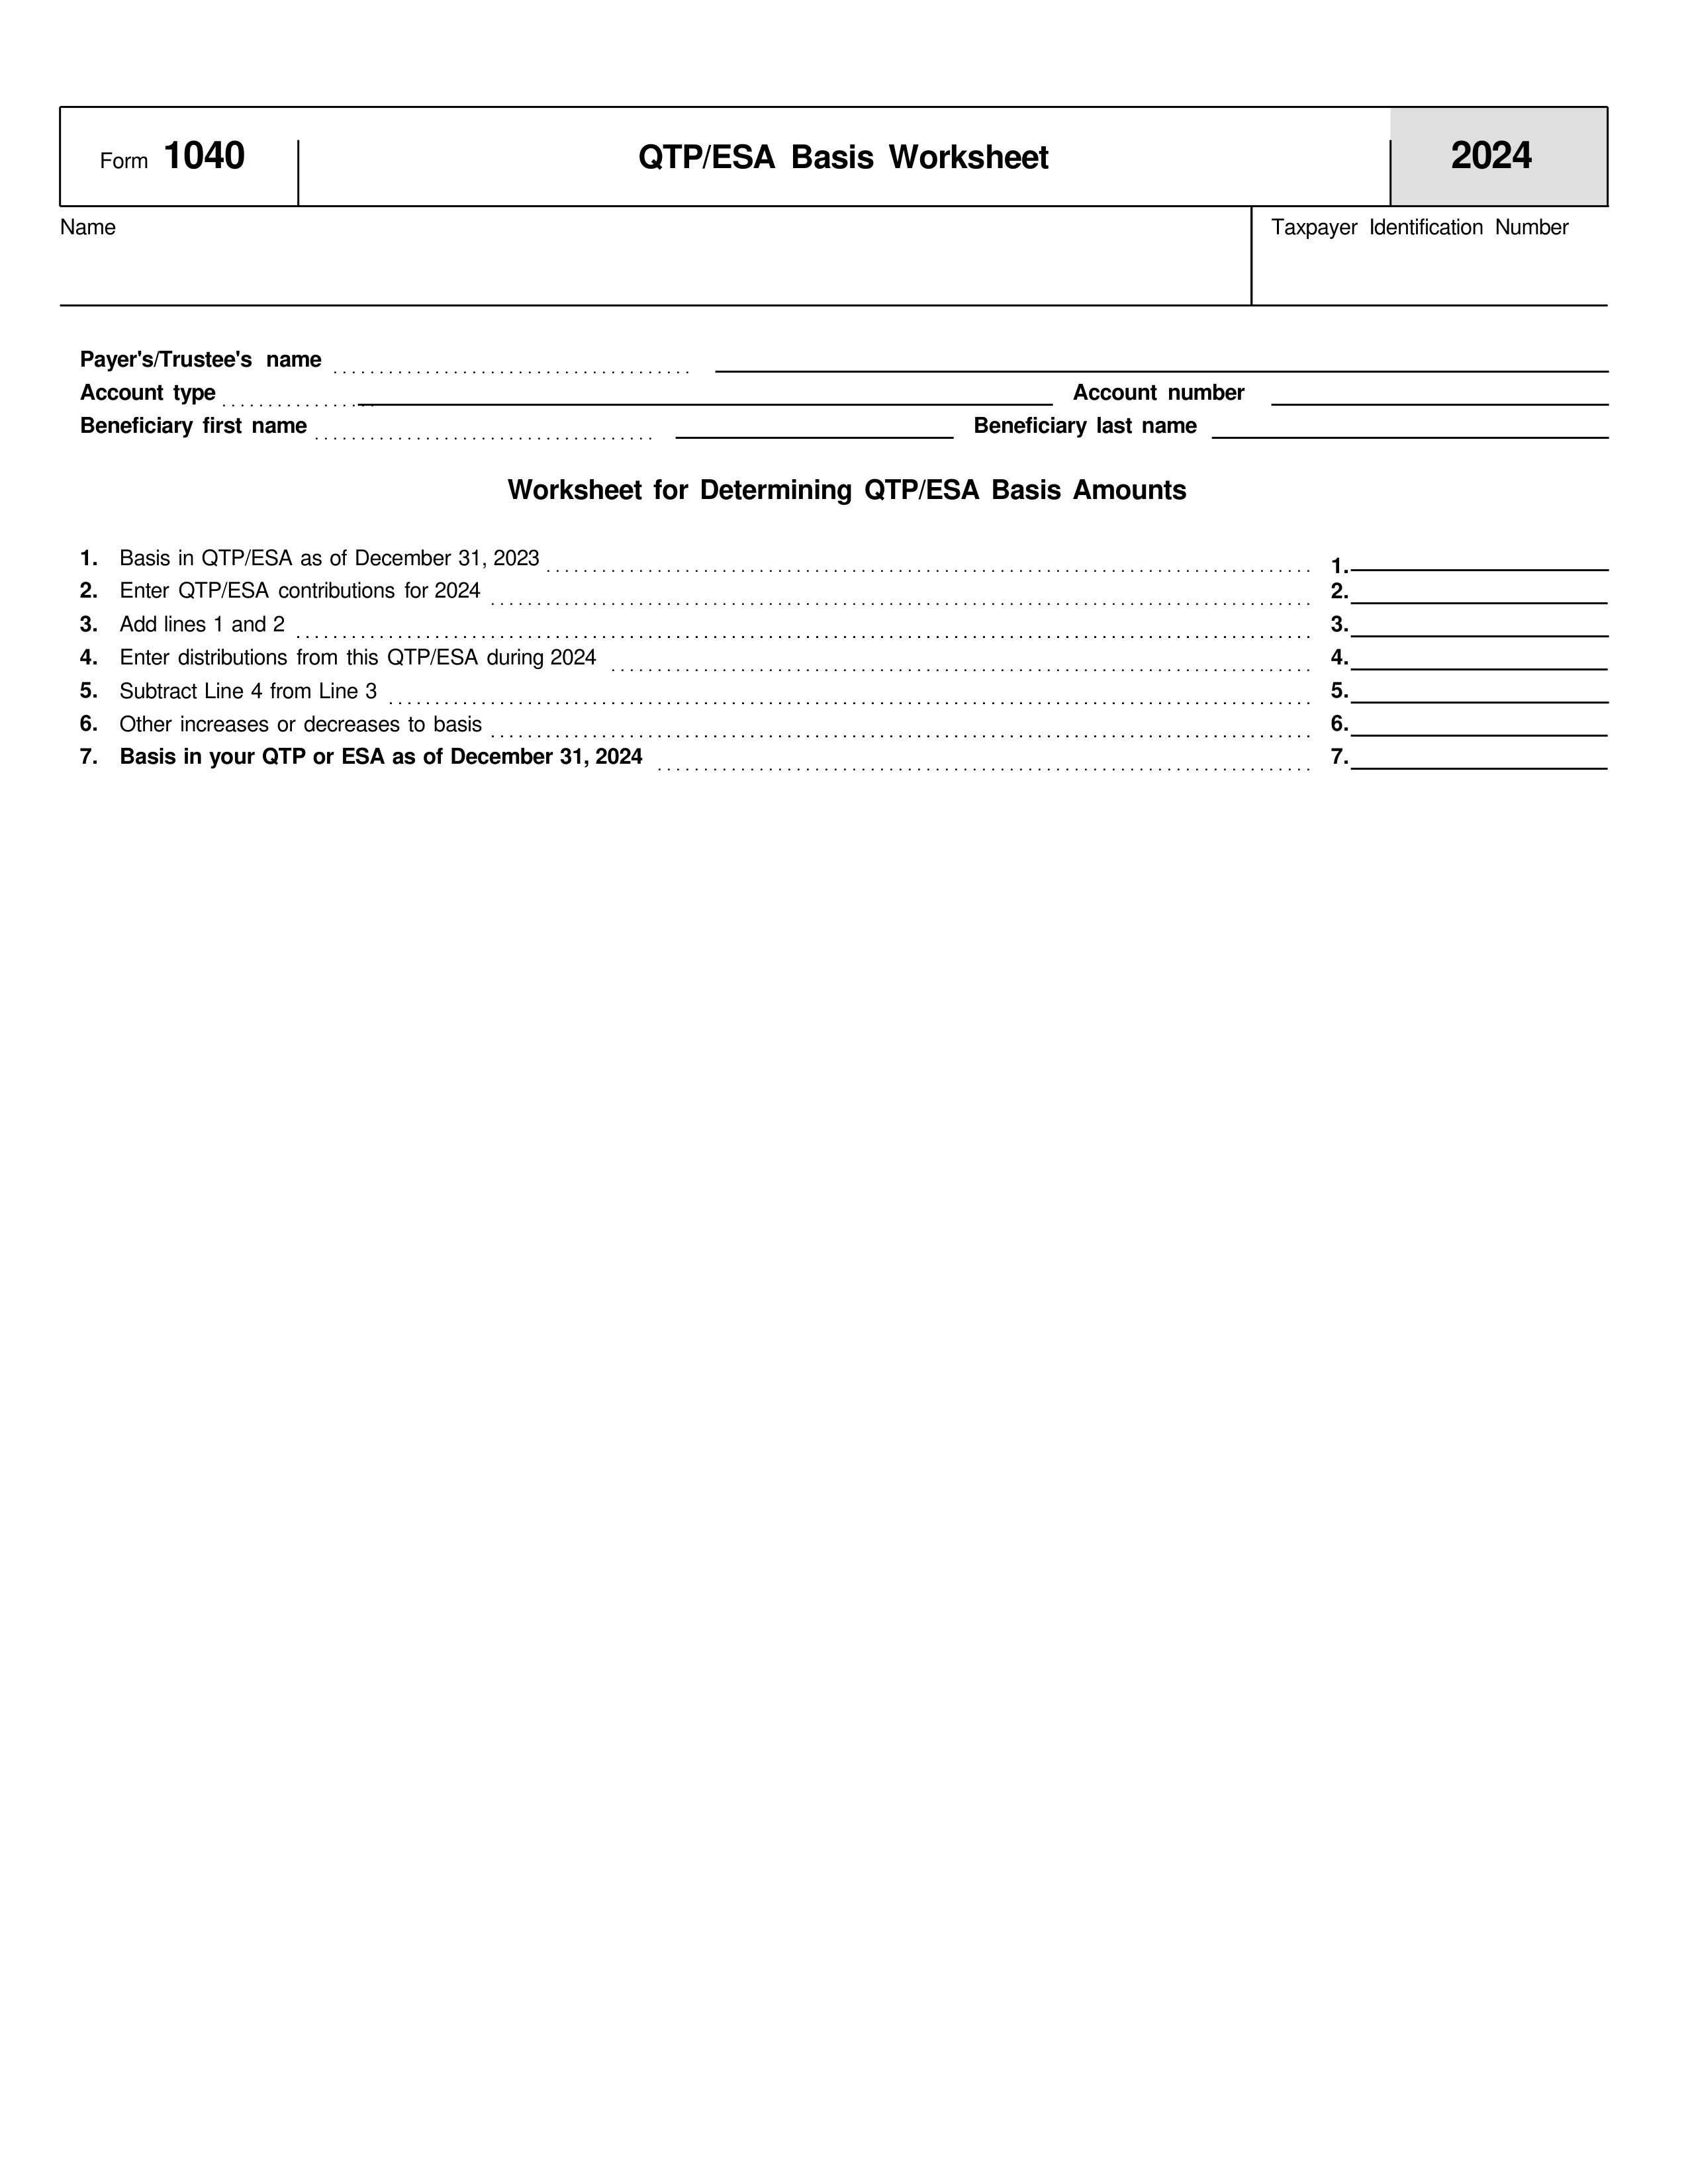 Form 1040 QTP/ESA Basis Worksheet 2024
Name Taxpayer Identification Number
Payer's/Trustee's name
Account type Account number
Beneficiary first name Beneficiary last name
Worksheet for Determining QTP/ESA Basis Amounts
1. Basis in QTP/ESA as of December 31, 2023 1.
2. Enter QTP/ESA contributions for 2024 2.
3. Add lines 1 and 2 3.
4. Enter distributions from this QTP/ESA during 2024 4.
5. Subtract Line 4 from Line 3 5.
6. Other increases or decreases to basis 6.
7. Basis in your QTP or ESA as of December 31, 2024 7.